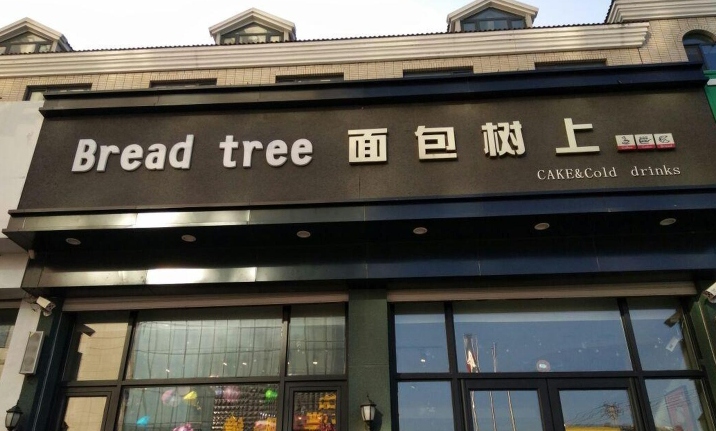 Bread tree 面包树上
CAKE&Cold drinks